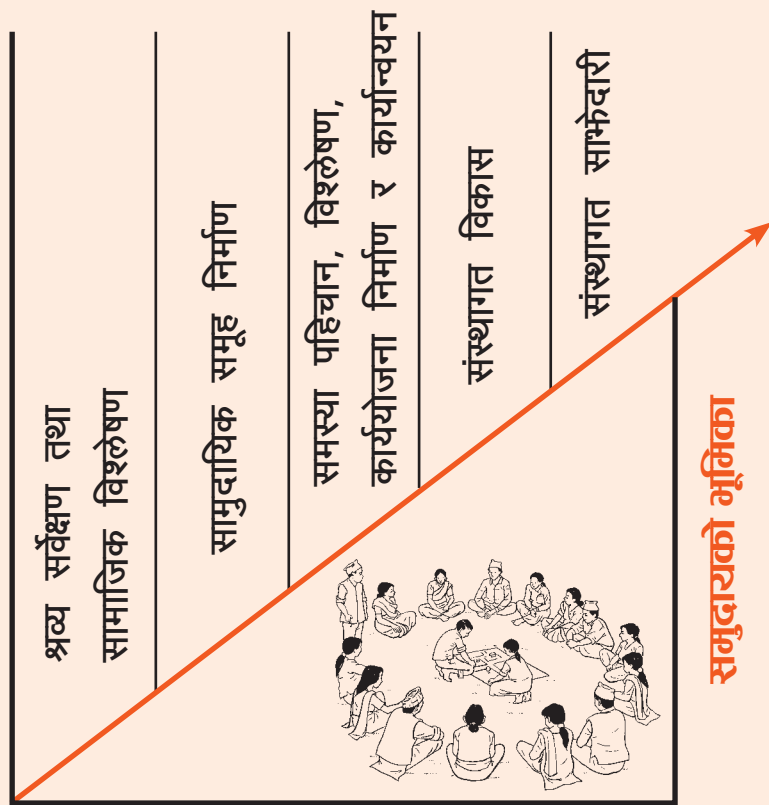 श्रव्य सर्वेक्षण तथा
सामाजिक विश्लेषण
सामुदायिक समूह निर्माण
समस्या पहिचान, विश्लेषण,
कार्ययोजना निर्माण र कार्यान्वयन
संस्थागत विकास
संस्थागत साझेदारी
समुदायको भूमिका